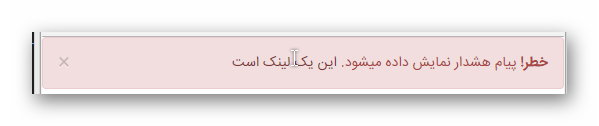 خطر! پیام هشدار نمایش داده میشود. این یک لینک است
×